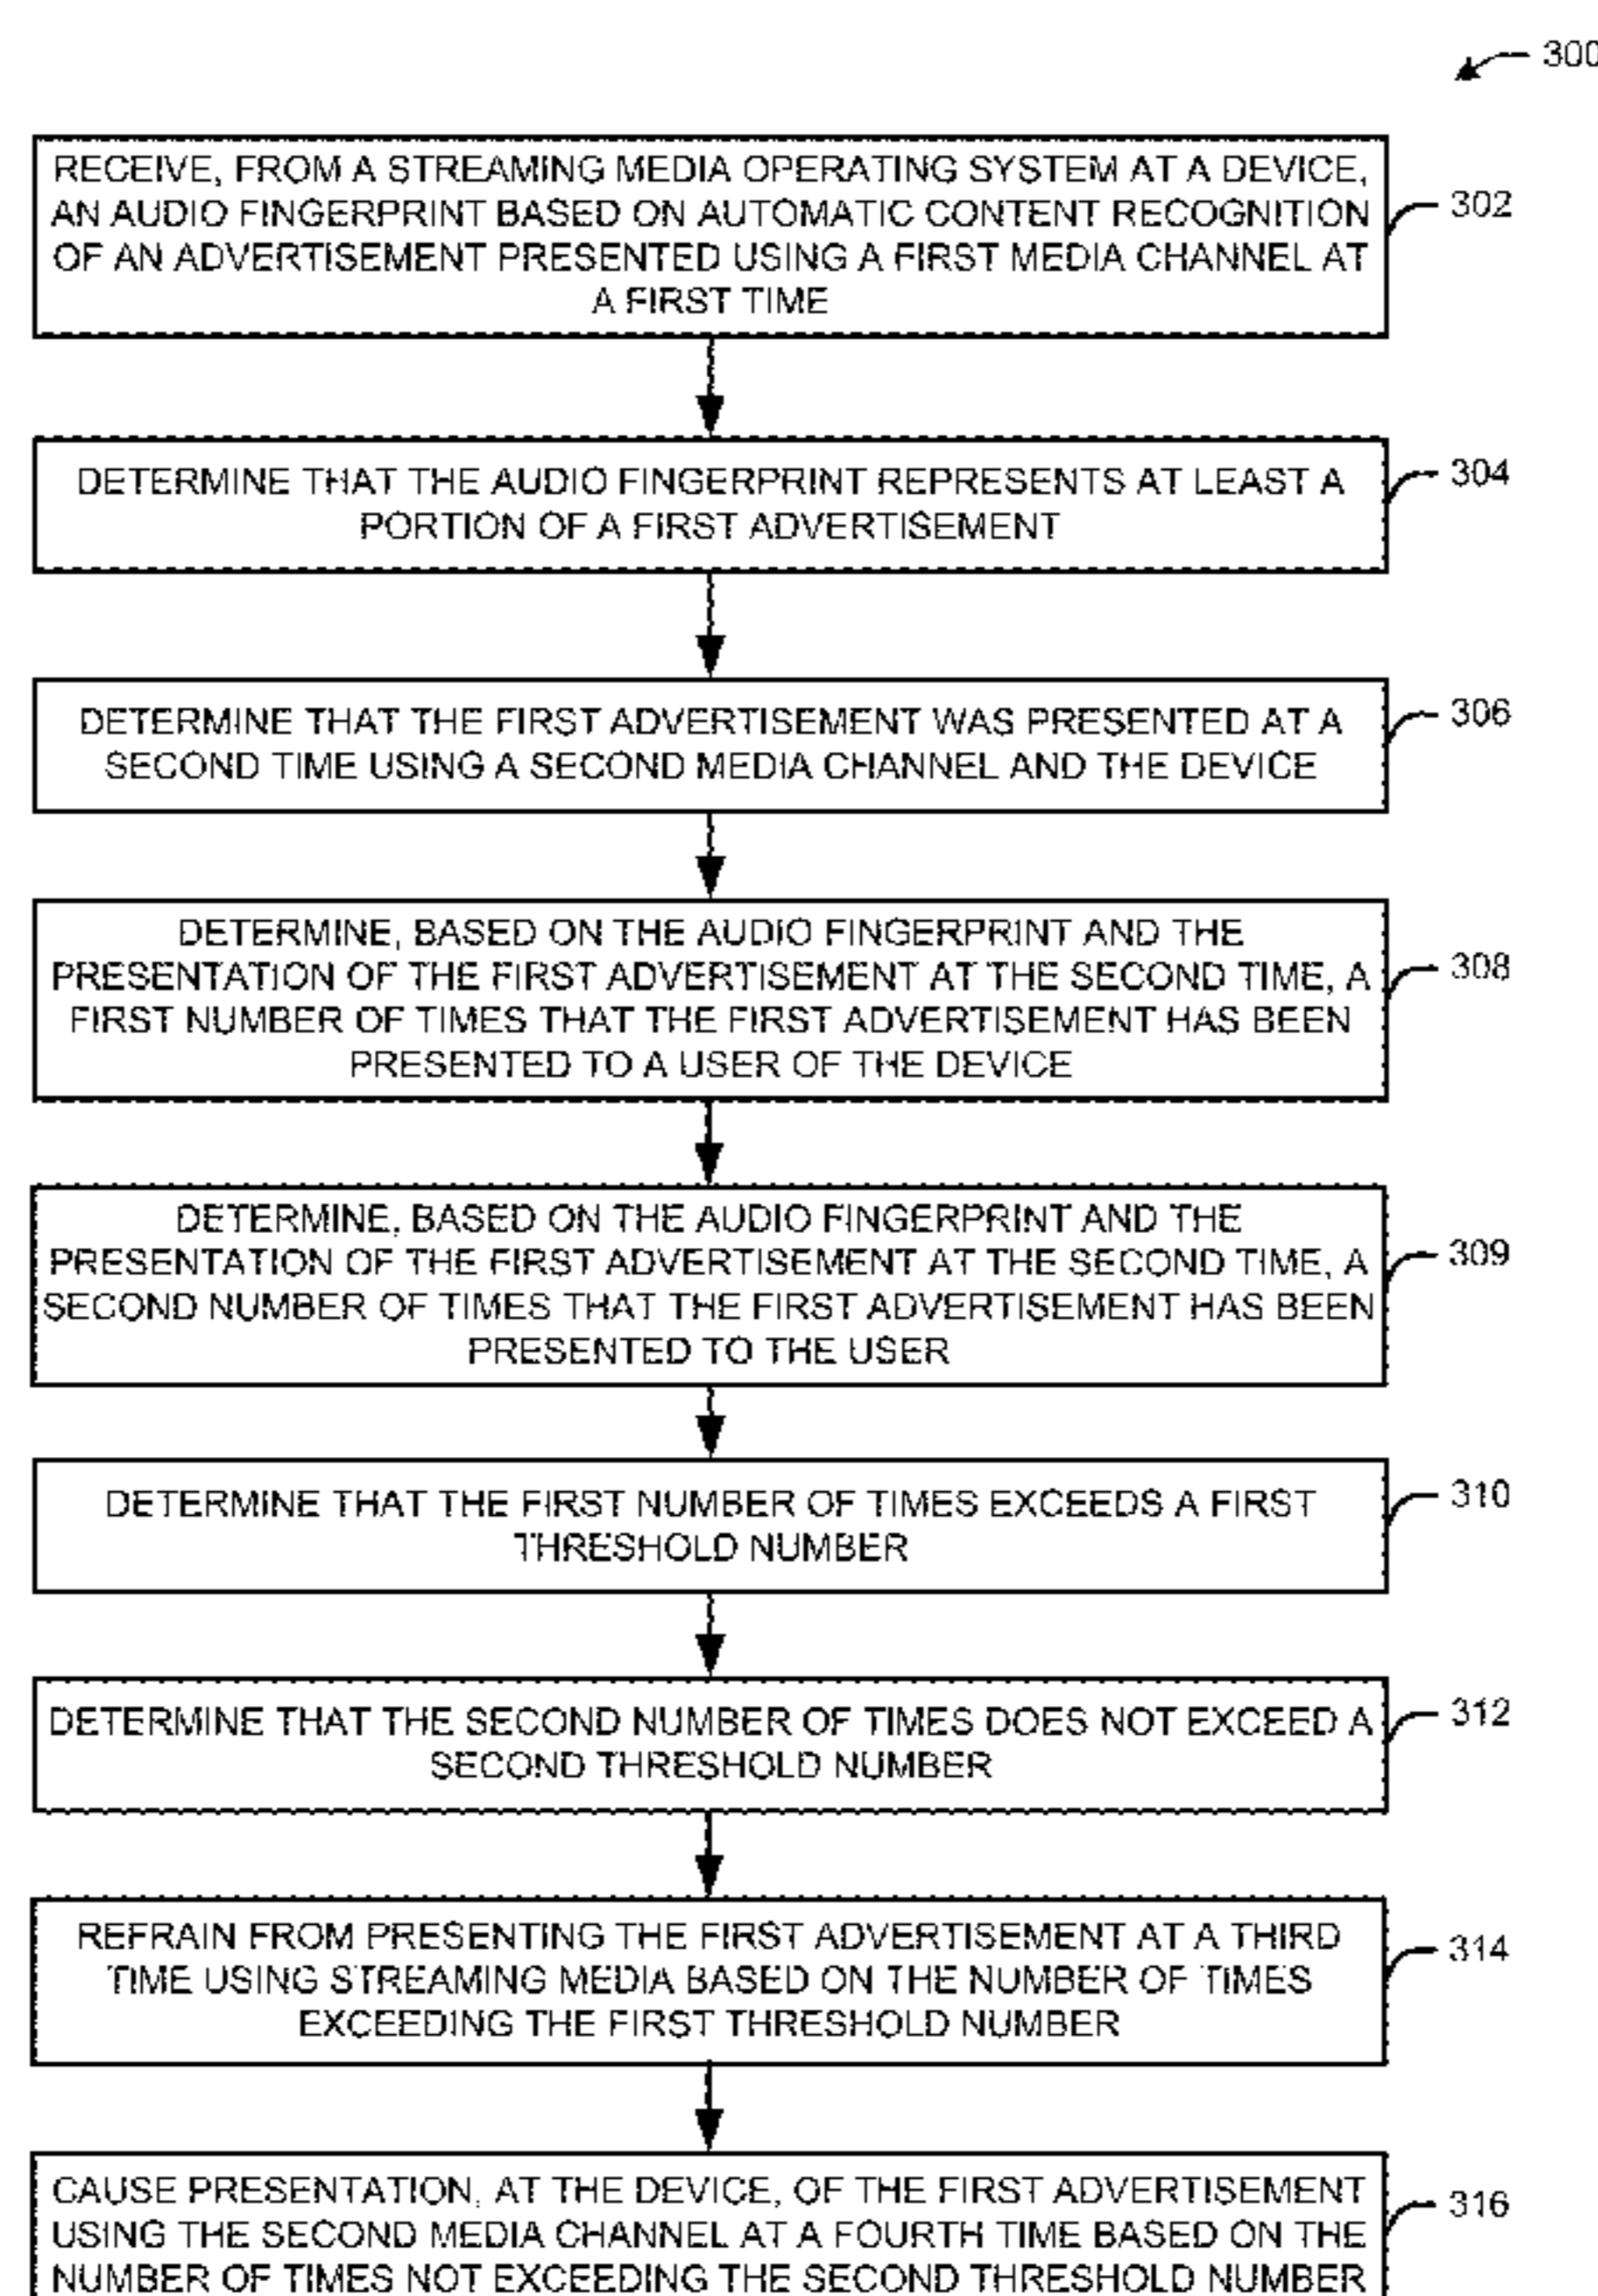 300
RECEIVE, FROM A STREAMING MEDIA OPERATING SYSTEM AT A DEVICE,
AN AUDIO FINGERPRINT BASED ON AUTOMATIC CONTENT RECOGNITION
OF AN ADVERTISEMENT PRESENTED USING A FIRST MEDIA CHANNEL AT
A FIRST TIME
302
DETERMINE THAT THE AUDIO FINGERPRINT REPRESENTS AT LEAST A
PORTION OF A FIRST ADVERTISEMENT
304
DETERMINE THAT THE FIRST ADVERTISEMENT WAS PRESENTED AT A
SECOND TIME USING A SECOND MEDIA CHANNEL AND THE DEVICE
306
DETERMINE, BASED ON THE AUDIO FINGERPRINT AND THE
PRESENTATION OF THE FIRST ADVERTISEMENT AT THE SECOND TIME, A
FIRST NUMBER OF TIMES THAT THE FIRST ADVERTISEMENT HAS BEEN
PRESENTED TO A USER OF THE DEVICE
308
DETERMINE, BASED ON THE AUDIO FINGERPRINT AND THE
PRESENTATION OF THE FIRST ADVERTISEMENT AT THE SECOND TIME, A
SECOND NUMBER OF TIMES THAT THE FIRST ADVERTISEMENT HAS BEEN
PRESENTED TO THE USER
309
DETERMINE THAT THE FIRST NUMBER OF TIMES EXCEEDS A FIRST
THRESHOLD NUMBER
310
DETERMINE THAT THE SECOND NUMBER OF TIMES DOES NOT EXCEED A
SECOND THRESHOLD NUMBER
312
REFRAIN FROM PRESENTING THE FIRST ADVERTISEMENT AT A THIRD
TIME USING STREAMING MEDIA BASED ON THE NUMBER OF TIMES
EXCEEDING THE FIRST THRESHOLD NUMBER
314
CAUSE PRESENTATION, AT THE DEVICE, OF THE FIRST ADVERTISEMENT
USING THE SECOND MEDIA CHANNEL AT A FOURTH TIME BASED ON THE
NUMBER OF TIMES NOT EXCEEDING THE SECOND THRESHOLD NUMBER
316